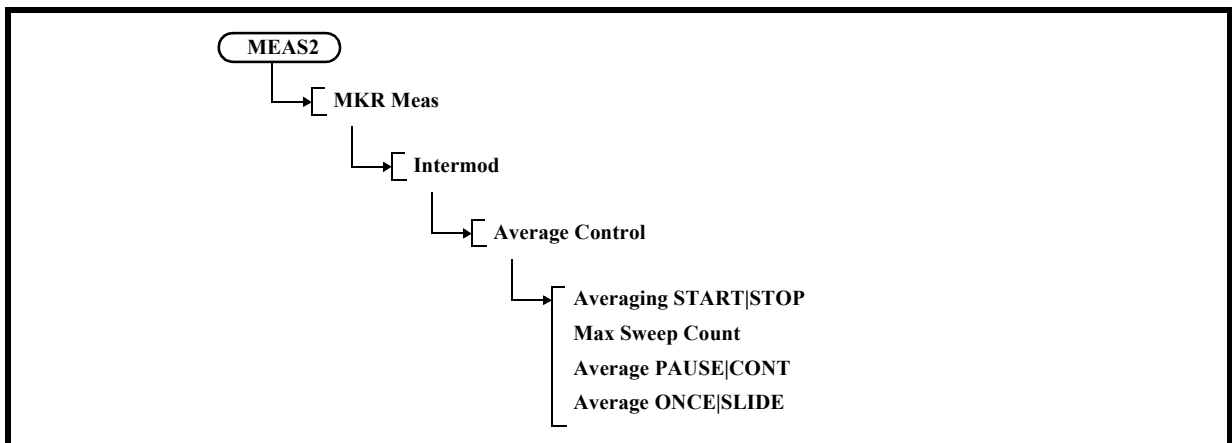 MEAS2
MKR Meas
Intermod
Average Control
Averaging START|STOP
Max Sweep Count
Average PAUSE|CONT
Average ONCE|SLIDE